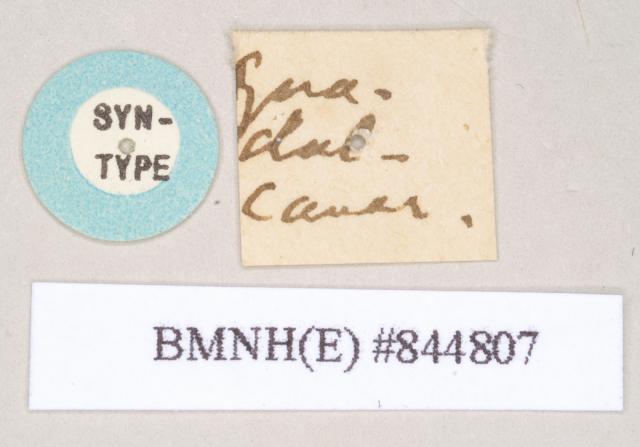 SYN-
TYPE
Gua-
dal-
canar.
BMNH(E) #844807